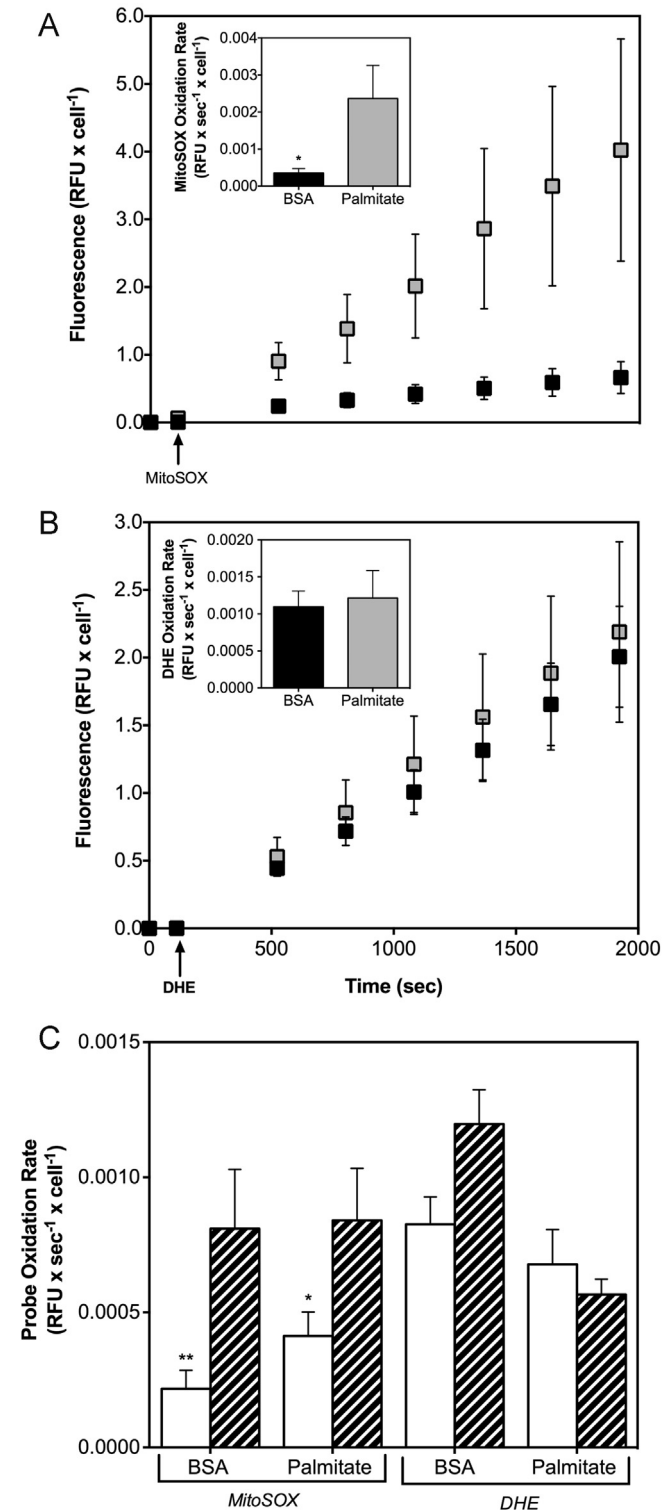 A
6.0
5.0
4.0
3.0
2.0
1.0
0.0
Fluorescence (RFU x cell-1)
0.004
0.003
0.002
0.001
0.000
MitoSOX Oxidation Rate
(RFU x sec-1 x cell-1)
*
BSA Palmitate
MitoSOX
B
3.0
2.5
2.0
1.5
1.0
0.5
0.0
Fluorescence (RFU x cell-1)
0.0020
0.0015
0.0010
0.0005
0.0000
DHE Oxidation Rate
(RFU x sec-1 x cell-1)
BSA Palmitate
0 500 1000 1500 2000
DHE
Time (sec)
C
0.0015
0.0010
0.0005
0.0000
Probe Oxidation Rate
(RFU x sec-1 x cell-1)
**
*
BSA Palmitate BSA Palmitate
MitoSOX DHE